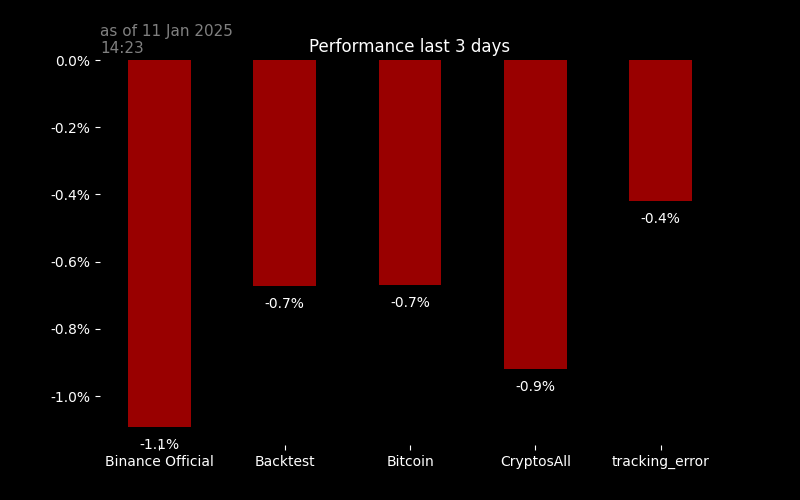 as of 11 Jan 2025
14:23
Performance last 3 days
0.0%
-0.2%
-0.4%
-0.6%
-0.8%
-1.0%
-1.1%
-0.7%
-0.7%
-0.9%
-0.4%
Binance Official
Backtest
Bitcoin
CryptosAll
tracking_error